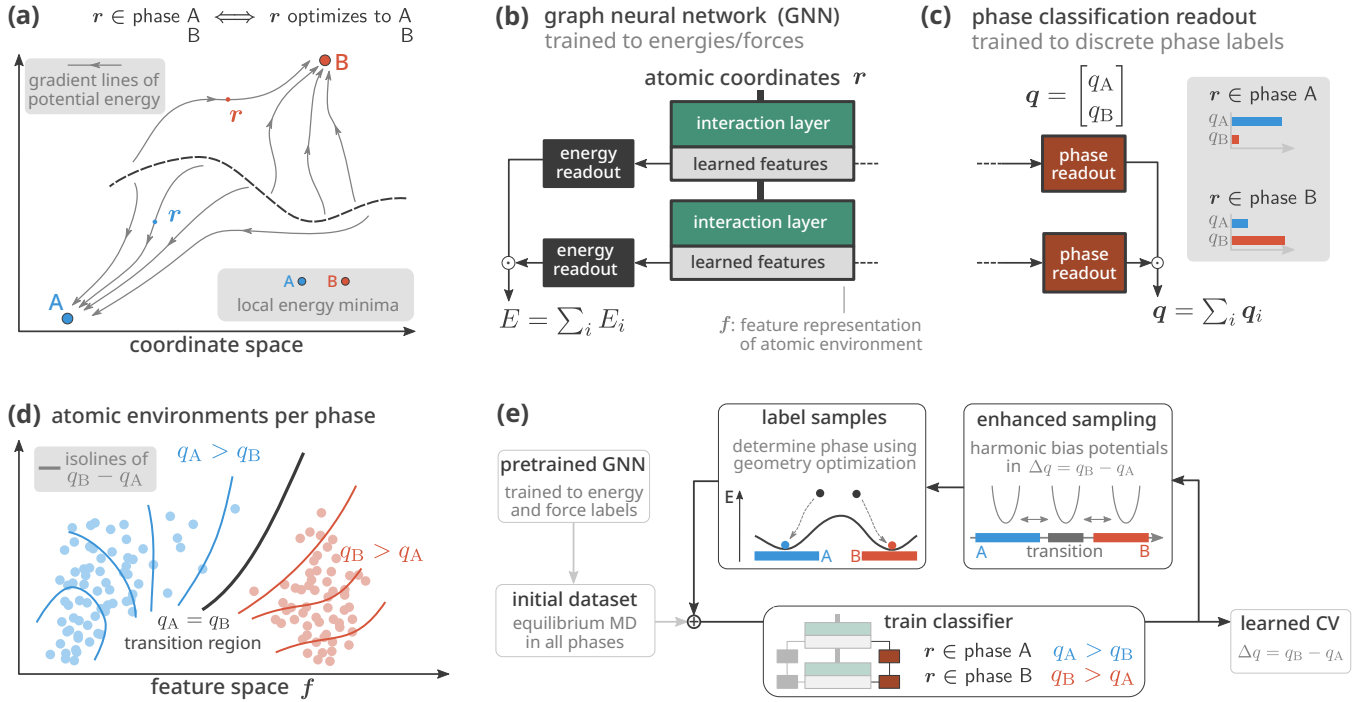 (a)
r ∈ phase A ⟺ r optimizes to A
B B
gradient lines of
potential energy
B
r
r
A
A B
local energy minima
coordinate space
(b) graph neural network (GNN)
trained to energies/forces
atomic coordinates r
interaction layer
energy
readout
learned features
interaction layer
energy
readout
learned features
E = ∑i Ei
f: feature representation
of atomic environment
(c) phase classification readout
trained to discrete phase labels
q = [qA
qB]
phase
readout
phase
readout
q = ∑i qi
r ∈ phase A
qA
qB
r ∈ phase B
qA
qB
(d) atomic environments per phase
isolines of
qB − qA
qA > qB
qB > qA
qA = qB
transition region
feature space f
(e)
pretrained GNN
trained to energy
and force labels
initial dataset
equilibrium MD
in all phases
label samples
determine phase using
geometry optimization
E
A B
enhanced sampling
harmonic bias potentials
in Δq = qB − qA
A transition B
train classifier
r ∈ phase A qA > qB
r ∈ phase B qB > qA
learned CV
Δq = qB − qA